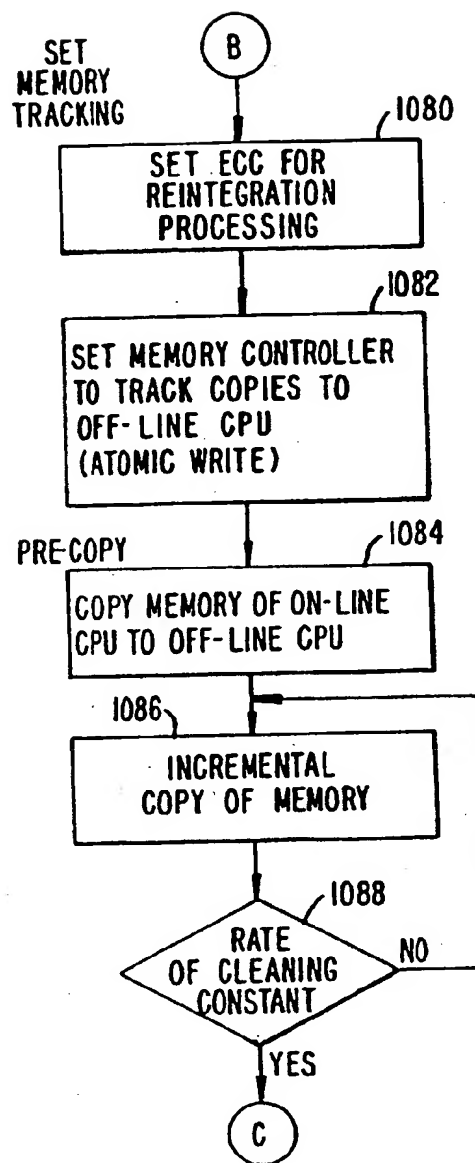 B
SET
MEMORY
TRACKING
1080
SET ECC FOR
REINTEGRATION
PROCESSING
1082
SET MEMORY CONTROLLER
TO TRACK COPIES TO
OFF-LINE CPU
(ATOMIC WRITE)
PRE-COPY
1084
COPY MEMORY OF ON-LINE
CPU TO OFF-LINE CPU
1086
INCREMENTAL
COPY OF MEMORY
1088
RATE
OF CLEANING
CONSTANT
NO
YES
C